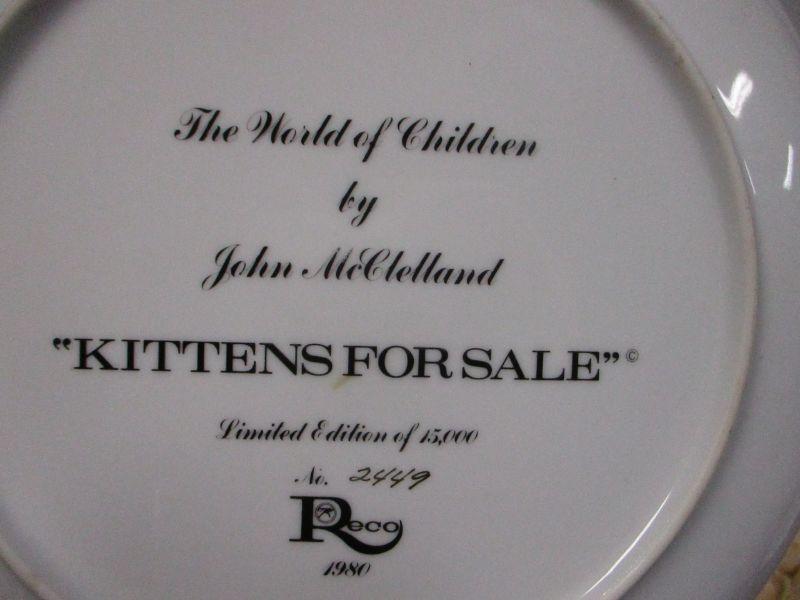 The World of Children
by
John McClelland
"KITTENS FOR SALE"©
Limited Edition of 15,000
No. 2449
Reco
1980